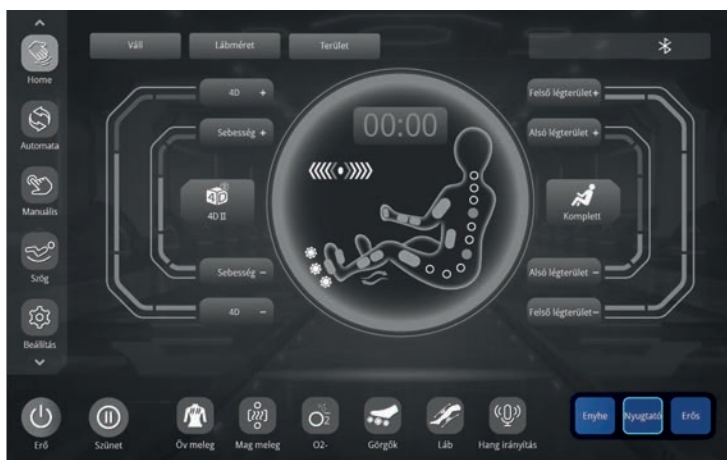 Home
Automata
Manuális
Szög
Beállítás
Váll
Lábméret
Terület
4D +
Sebesség +
4D
4D II
Sebesség −
4D −
00:00
Felső légterület+
Alsó légterület +
Komplett
Alsó légterület −
Felső légterület−
Erő
Szünet
Öv meleg
Mag meleg
O2
O2-
Görgők
Láb
Hang irányítás
Enyhe
Nyugtató
Erős